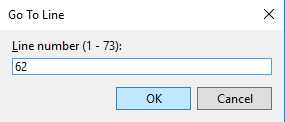 Go To Line
Line number (1 - 73):
62
OK
Cancel